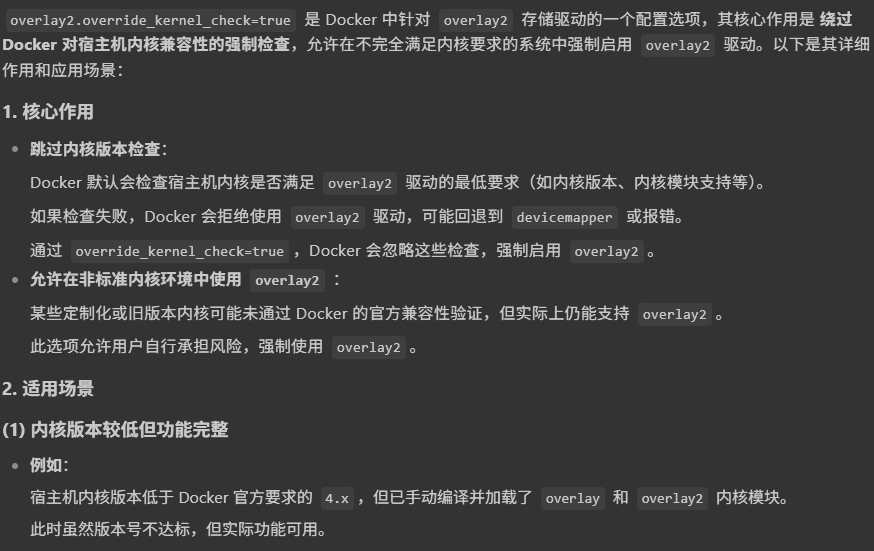 overlay2.override_kernel_check=true 是 Docker 中针对 overlay2 存储驱动的一个配置选项，其核心作用是 绕过
Docker 对宿主机内核兼容性的强制检查，允许在不完全满足内核要求的系统中强制启用 overlay2 驱动。以下是其详细
作用和应用场景：
1. 核心作用
• 跳过内核版本检查：
Docker 默认会检查宿主机内核是否满足 overlay2 驱动的最低要求（如内核版本、内核模块支持等）。
如果检查失败，Docker 会拒绝使用 overlay2 驱动，可能回退到 devicemapper 或报错。
通过 override_kernel_check=true ，Docker 会忽略这些检查，强制启用 overlay2 。
• 允许在非标准内核环境中使用 overlay2 ：
某些定制化或旧版本内核可能未通过 Docker 的官方兼容性验证，但实际上仍能支持 overlay2 。
此选项允许用户自行承担风险，强制使用 overlay2 。
2. 适用场景
(1) 内核版本较低但功能完整
• 例如：
宿主机内核版本低于 Docker 官方要求的 4.x ，但已手动编译并加载了 overlay 和 overlay2 内核模块。
此时虽然版本号不达标，但实际功能可用。